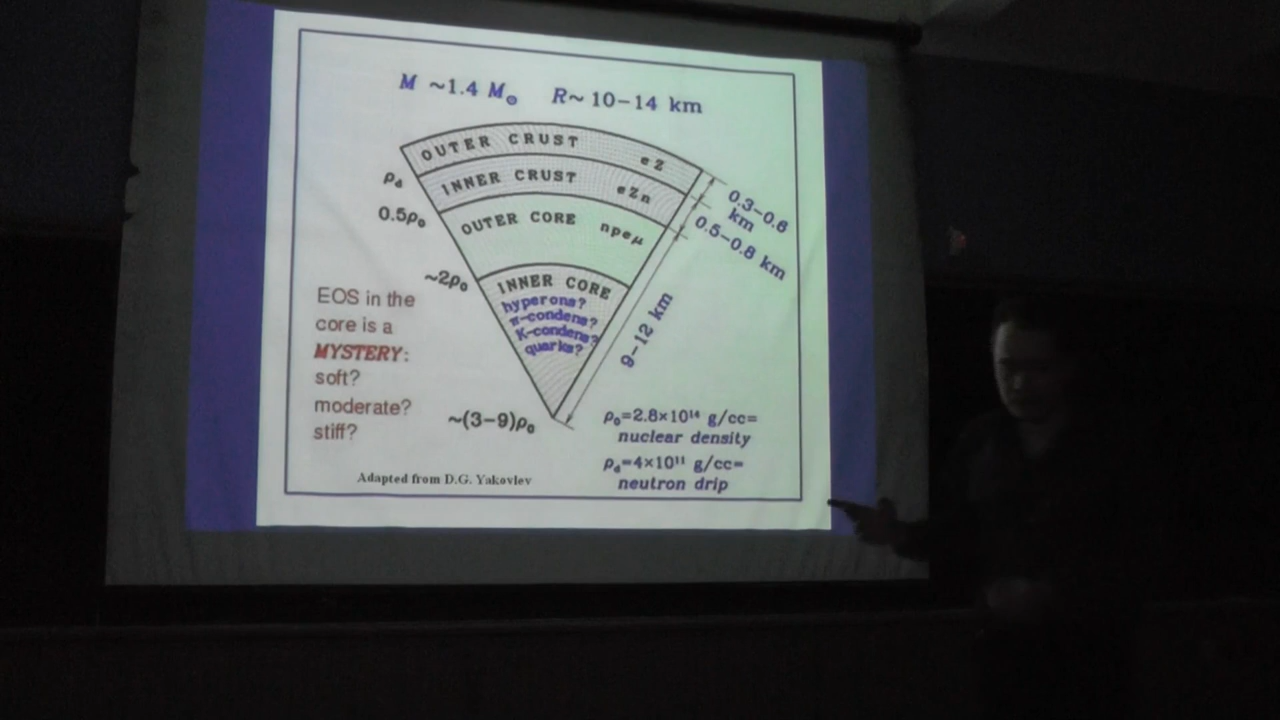 M ~1.4 M⊙ R~ 10-14 km
OUTER CRUST eZ
ρd
INNER CRUST eZn
0.3-0.6 km
0.5ρ0
OUTER CORE npeμ
0.5-0.8 km
~2ρ0
INNER CORE
hyperons?
π-condens?
K-condens?
quarks?
9-12 km
EOS in the
core is a
MYSTERY:
soft?
moderate?
stiff?
~(3-9)ρ0
ρ0=2.8×10¹⁴ g/cc=
nuclear density
ρd=4×10¹¹ g/cc=
neutron drip
Adapted from D.G. Yakovlev